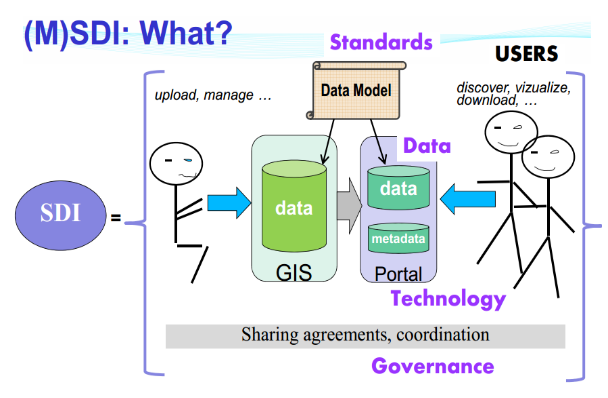 (M)SDI: What?
Standards
USERS
upload, manage ...
Data Model
discover, vizualize,
download, ...
Data
SDI
=
data
data
metadata
GIS
Portal
Technology
Sharing agreements, coordination
Governance